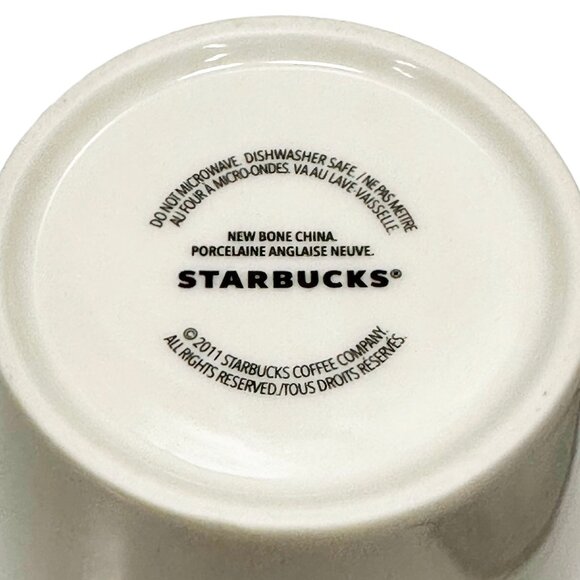 DO NOT MICROWAVE. DISHWASHER SAFE. / NE PAS METTRE
AU FOUR À MICRO-ONDES. VA AU LAVE VAISSELLE.
NEW BONE CHINA.
PORCELAINE ANGLAISE NEUVE.
STARBUCKS®
© 2011 STARBUCKS COFFEE COMPANY.
ALL RIGHTS RESERVED./TOUS DROITS RÉSERVÉS.